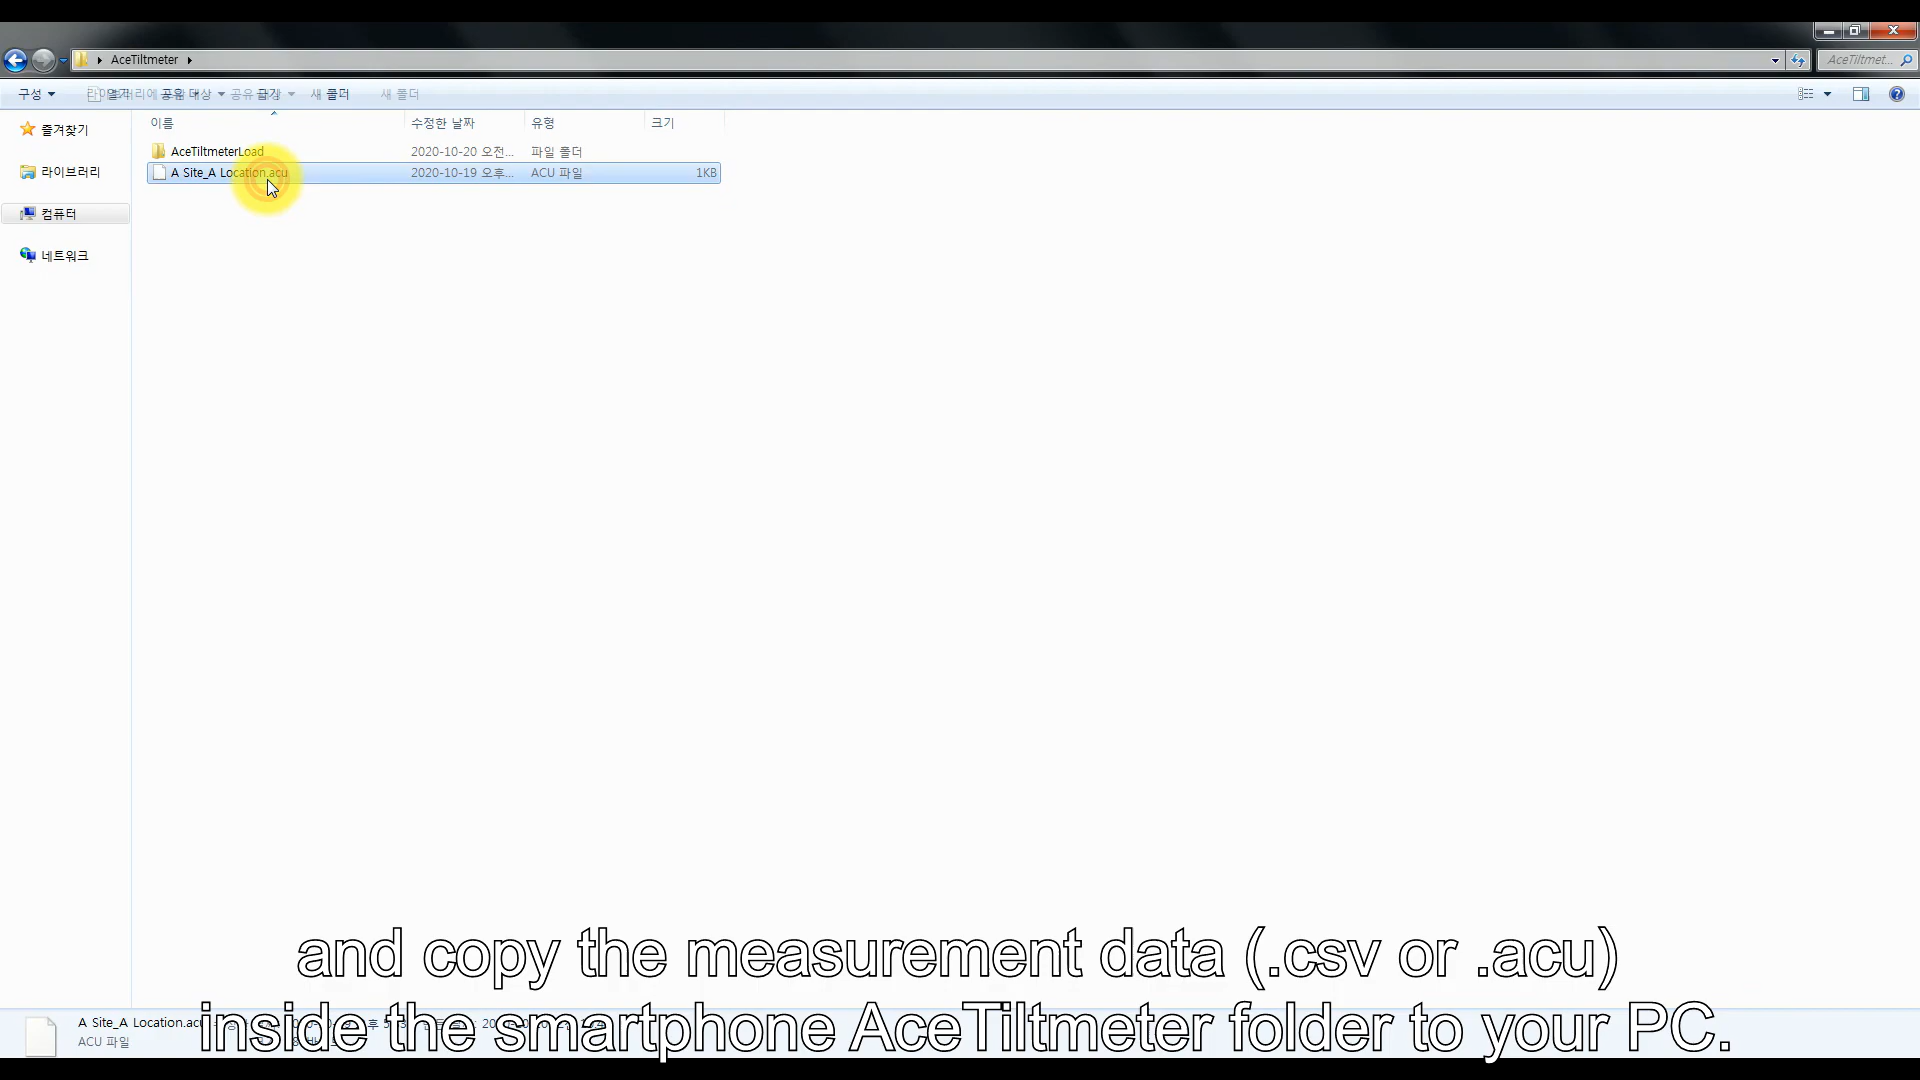 AceTiltmeter
AceTiltmet...
구성
새 폴더 새 폴더
이름 수정한 날짜 유형 크기
AceTiltmeterLoad 2020-10-20 오전... 파일 폴더
A Site_A Location.acu 2020-10-19 오후... ACU 파일 1KB
즐겨찾기
라이브러리
컴퓨터
네트워크
and copy the measurement data (.csv or .acu)
inside the smartphone AceTiltmeter folder to your PC.
A Site_A Location.acu
ACU 파일